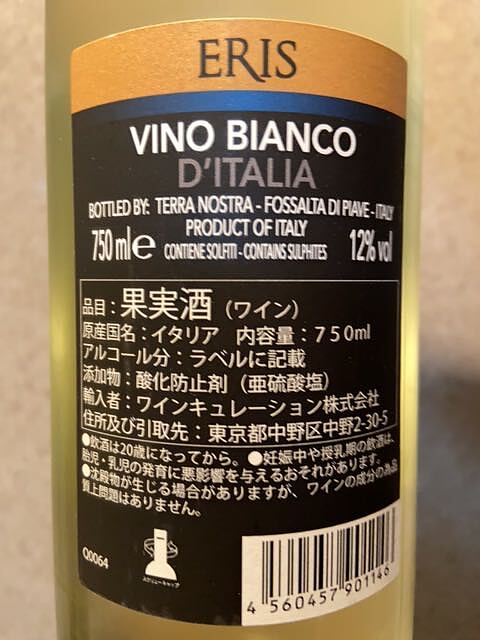 ERIS
VINO BIANCO
D'ITALIA
BOTTLED BY: TERRA NOSTRA - FOSSALTA DI PIAVE - ITALY
PRODUCT OF ITALY
750 ml e CONTIENE SOLFITI - CONTAINS SULPHITES 12% vol
品目：果実酒（ワイン）
原産国名：イタリア 内容量：７５０ml
アルコール分：ラベルに記載
添加物：酸化防止剤（亜硫酸塩）
輸入者：ワインキュレーション株式会社
住所及び引取先：東京都中野区中野2-30-5
●飲酒は20歳になってから。●妊娠中や授乳期の飲酒は、
胎児・乳児の発育に悪影響を与えるおそれがあります。
●沈殿物が生じる場合がありますが、ワインの成分の為品
質上問題はありません。
Q0064
スクリューキャップ
4 560457 901146